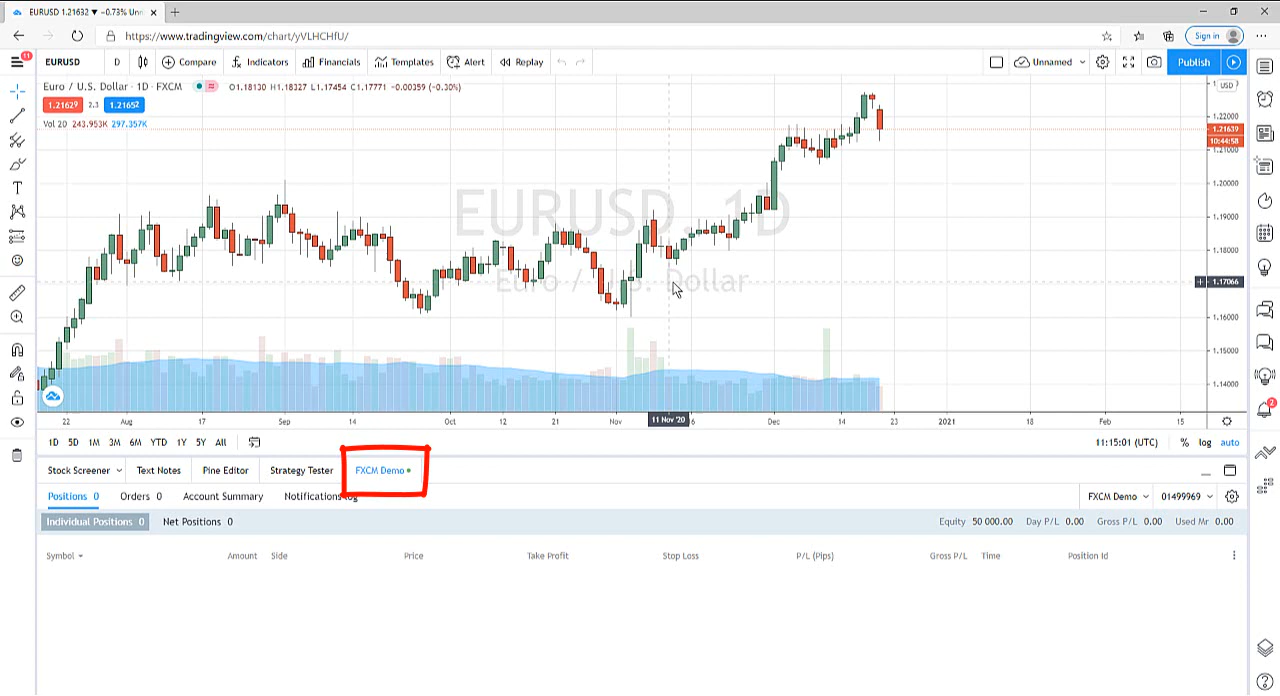 EURUSD 1.21632 ▼ −0.73% Unn
https://www.tradingview.com/chart/yVLHCHfU/
Sign in
11
EURUSD D Compare Indicators Financials Templates Alert Replay Unnamed Publish
Euro / U.S. Dollar · 1D · FXCM O1.18130 H1.18327 L1.17454 C1.17771 −0.00359 (−0.30%)
USD
1.21629 2.3 1.21652
Vol 20 243.953K 297.357K
1.22000
1.21639
10:44:58
1.21000
1.20000
EURUSD, 1D
1.19000
1.18000
Euro / U.S. Dollar
1.17066
1.16000
1.15000
1.14000
22 Aug 17 Sep 14 Oct 12 21 Nov 11 Nov '20 6 Dec 14 23 2021 18 Feb 15
2
1D 5D 1M 3M 6M YTD 1Y 5Y All 11:15:01 (UTC) % log auto
Stock Screener Text Notes Pine Editor Strategy Tester FXCM Demo
Positions 0 Orders 0 Account Summary Notifications log FXCM Demo 01499969
Individual Positions 0 Net Positions 0 Equity 50 000.00 Day P/L 0.00 Gross P/L 0.00 Used Mr 0.00
Symbol Amount Side Price Take Profit Stop Loss P/L (Pips) Gross P/L Time Position Id